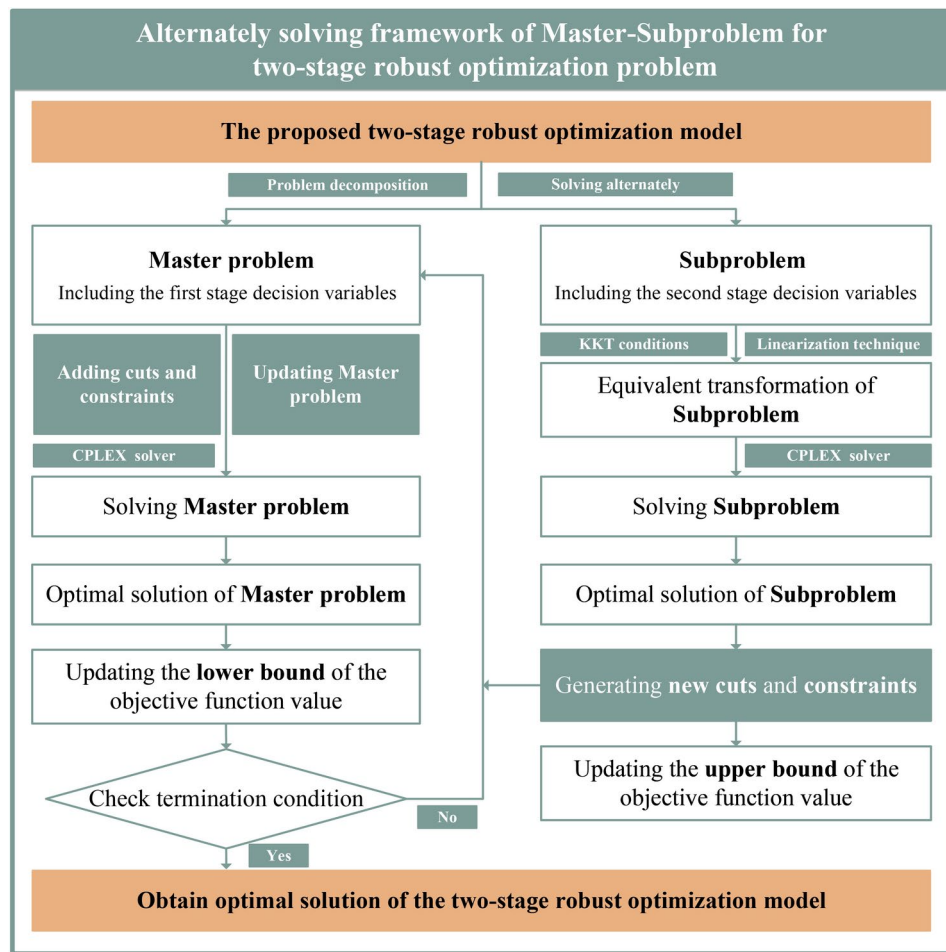 Alternately solving framework of Master-Subproblem for
two-stage robust optimization problem
The proposed two-stage robust optimization model
Problem decomposition
Solving alternately
Master problem
Including the first stage decision variables
Adding cuts and
constraints
Updating Master
problem
CPLEX solver
Solving Master problem
Optimal solution of Master problem
Updating the lower bound of the
objective function value
Check termination condition
No
Yes
Subproblem
Including the second stage decision variables
KKT conditions
Linearization technique
Equivalent transformation of
Subproblem
CPLEX solver
Solving Subproblem
Optimal solution of Subproblem
Generating new cuts and constraints
Updating the upper bound of the
objective function value
Obtain optimal solution of the two-stage robust optimization model